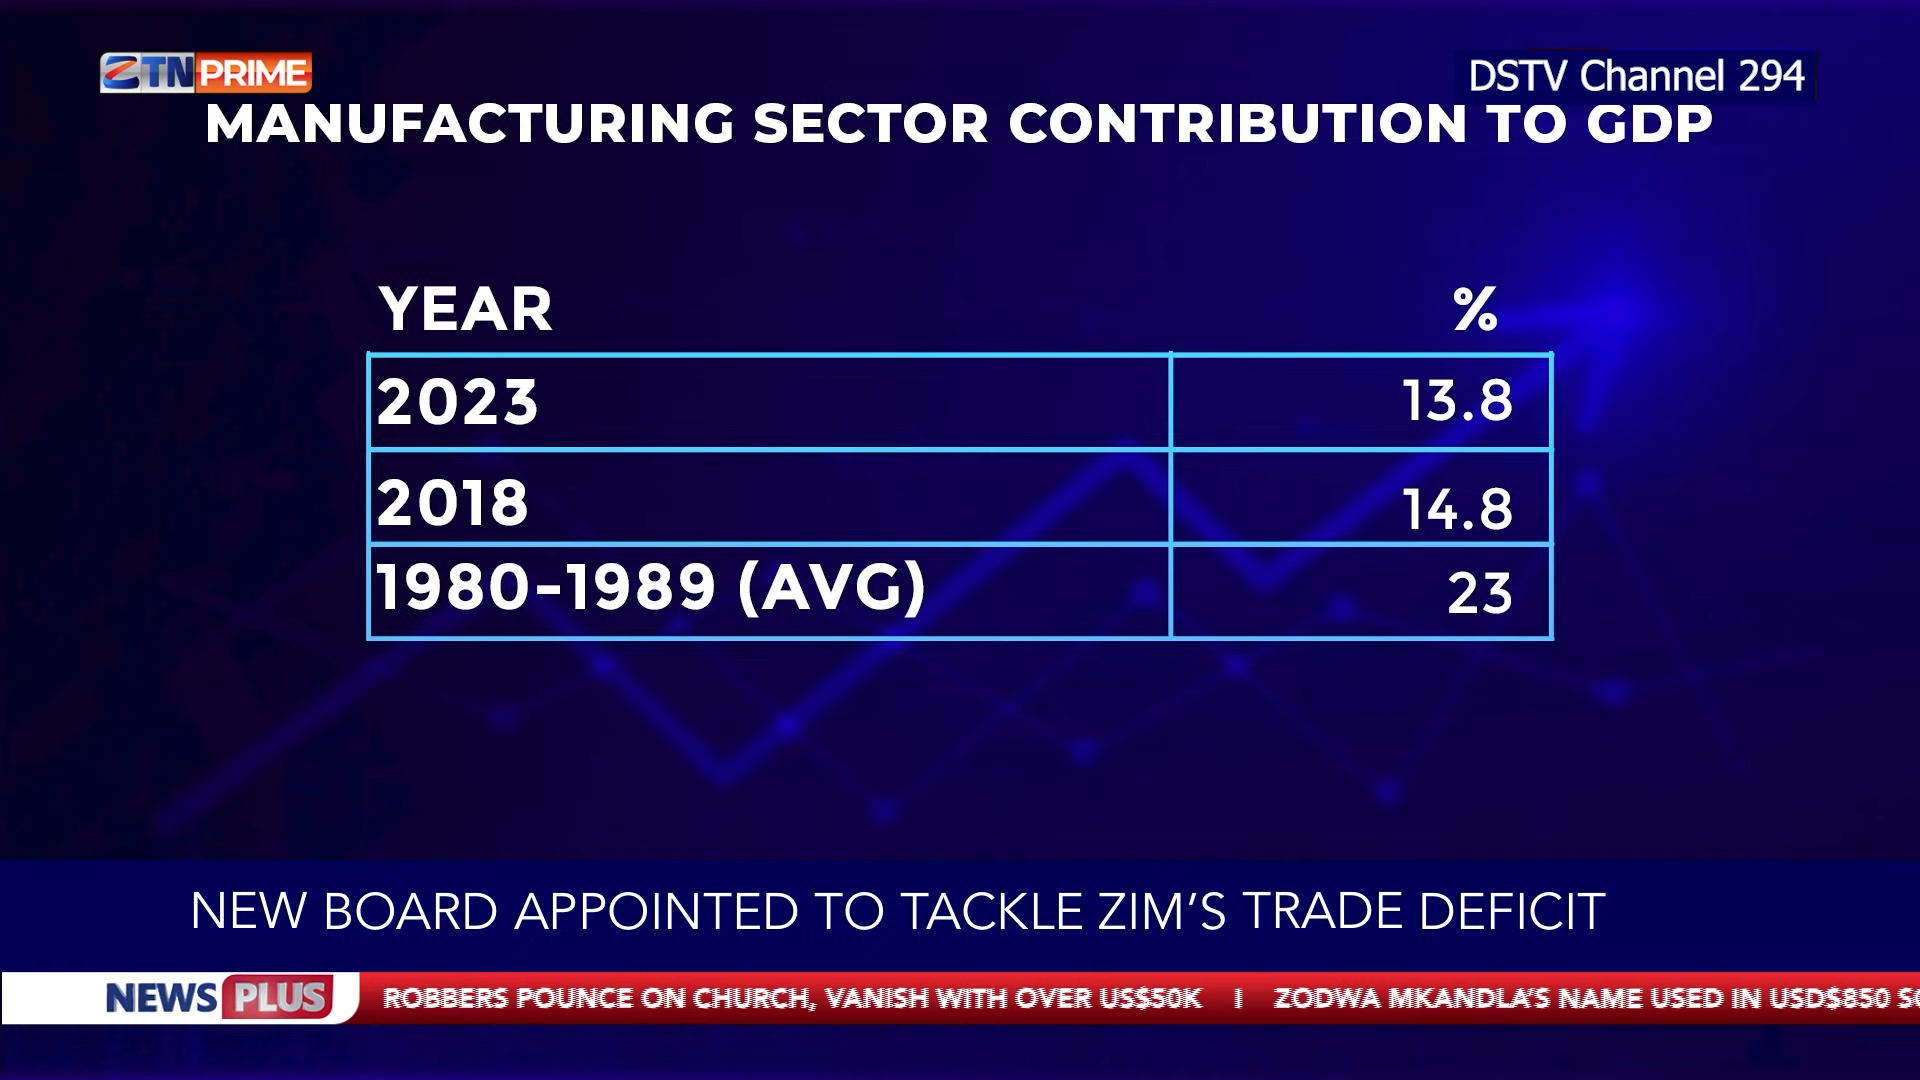 ZTN PRIME
DSTV Channel 294
MANUFACTURING SECTOR CONTRIBUTION TO GDP
YEAR %
2023 13.8
2018 14.8
1980-1989 (AVG) 23
NEW BOARD APPOINTED TO TACKLE ZIM'S TRADE DEFICIT
NEWS PLUS
ROBBERS POUNCE ON CHURCH, VANISH WITH OVER US$50K I ZODWA MKANDLA'S NAME USED IN USD$850